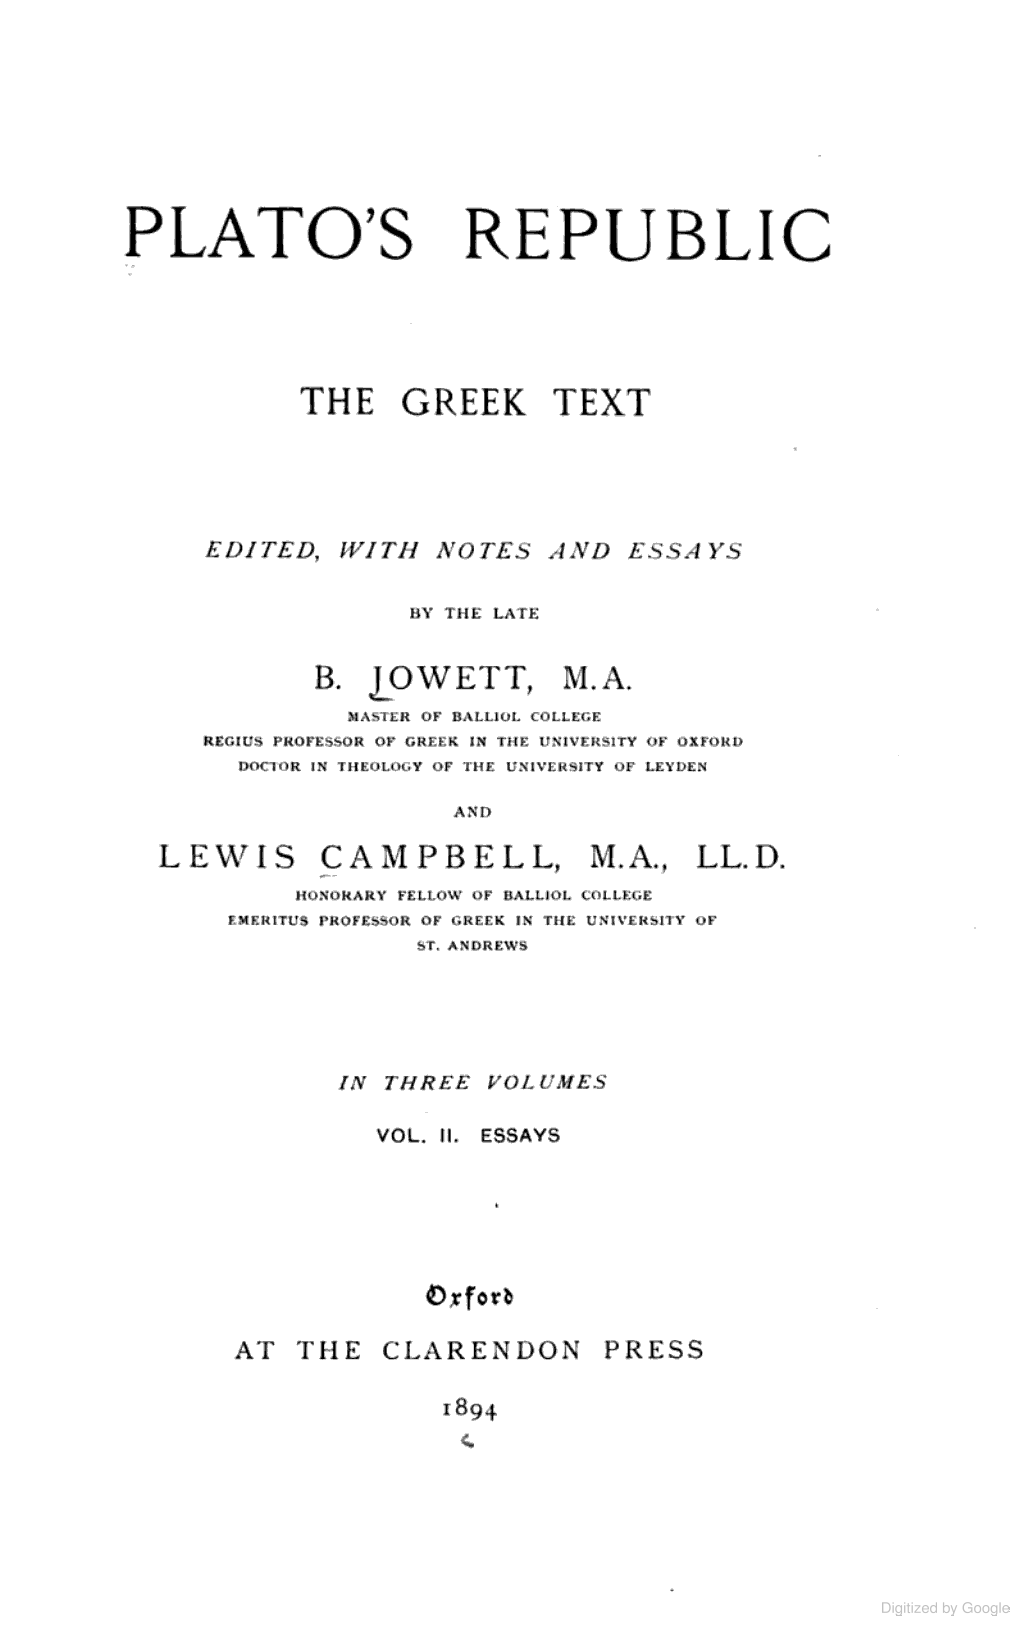 PLATO'S REPUBLIC
THE GREEK TEXT
EDITED, WITH NOTES AND ESSAYS
BY THE LATE
B. JOWETT, M.A.
MASTER OF BALLIOL COLLEGE
REGIUS PROFESSOR OF GREEK IN THE UNIVERSITY OF OXFORD
DOCTOR IN THEOLOGY OF THE UNIVERSITY OF LEYDEN
AND
LEWIS CAMPBELL, M.A., LL.D.
HONORARY FELLOW OF BALLIOL COLLEGE
EMERITUS PROFESSOR OF GREEK IN THE UNIVERSITY OF
ST. ANDREWS
IN THREE VOLUMES
VOL. II. ESSAYS
Oxford
AT THE CLARENDON PRESS
1894
Digitized by Google